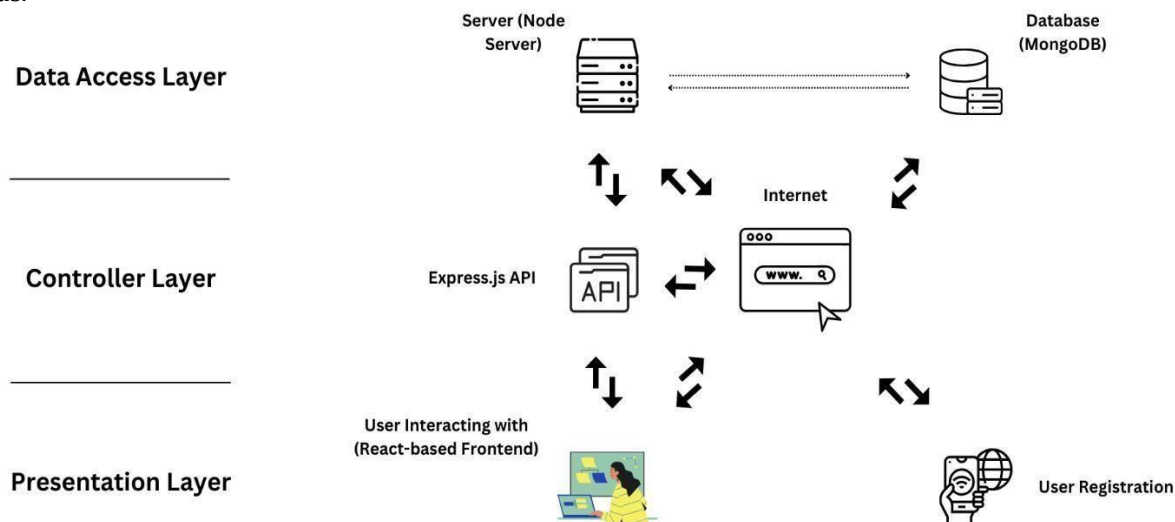 Server (Node
Server)
Database
(MongoDB)
Data Access Layer
Internet
www.
Controller Layer
Express.js API
API
User Interacting with
(React-based Frontend)
Presentation Layer
User Registration